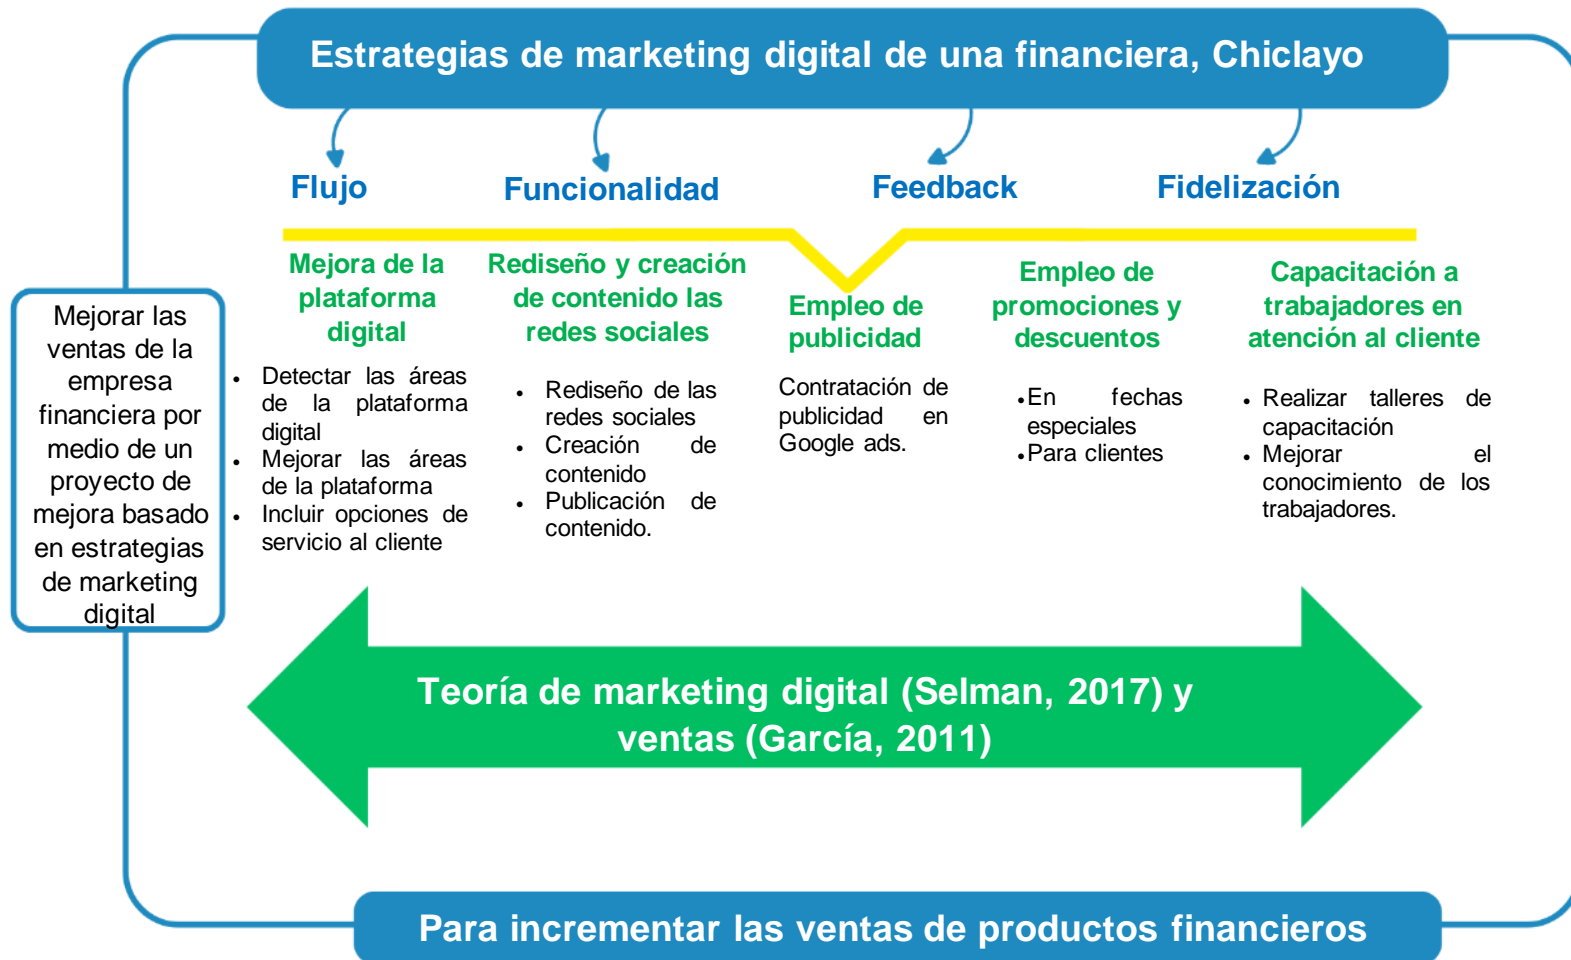 Estrategias de marketing digital de una financiera, Chiclayo
Flujo
Funcionalidad
Feedback
Fidelización
Mejorar las
ventas de la
empresa
financiera por
medio de un
proyecto de
mejora basado
en estrategias
de marketing
digital
Mejora de la
plataforma
digital
• Detectar las áreas
de la plataforma
digital
• Mejorar las áreas
de la plataforma
• Incluir opciones de
servicio al cliente
Rediseño y creación
de contenido las
redes sociales
• Rediseño de las
redes sociales
• Creación de
contenido
• Publicación de
contenido.
Empleo de
publicidad
Contratación de
publicidad en
Google ads.
Empleo de
promociones y
descuentos
• En fechas
especiales
• Para clientes
Capacitación a
trabajadores en
atención al cliente
• Realizar talleres de
capacitación
• Mejorar el
conocimiento de los
trabajadores.
Teoría de marketing digital (Selman, 2017) y
ventas (García, 2011)
Para incrementar las ventas de productos financieros